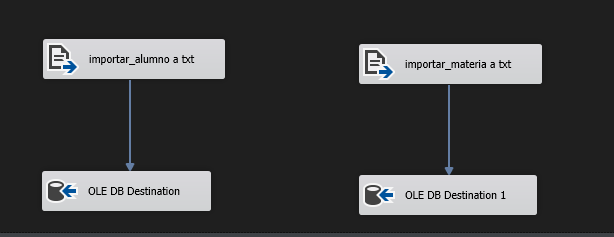 importar_alumno a txt
importar_materia a txt
OLE DB Destination
OLE DB Destination 1